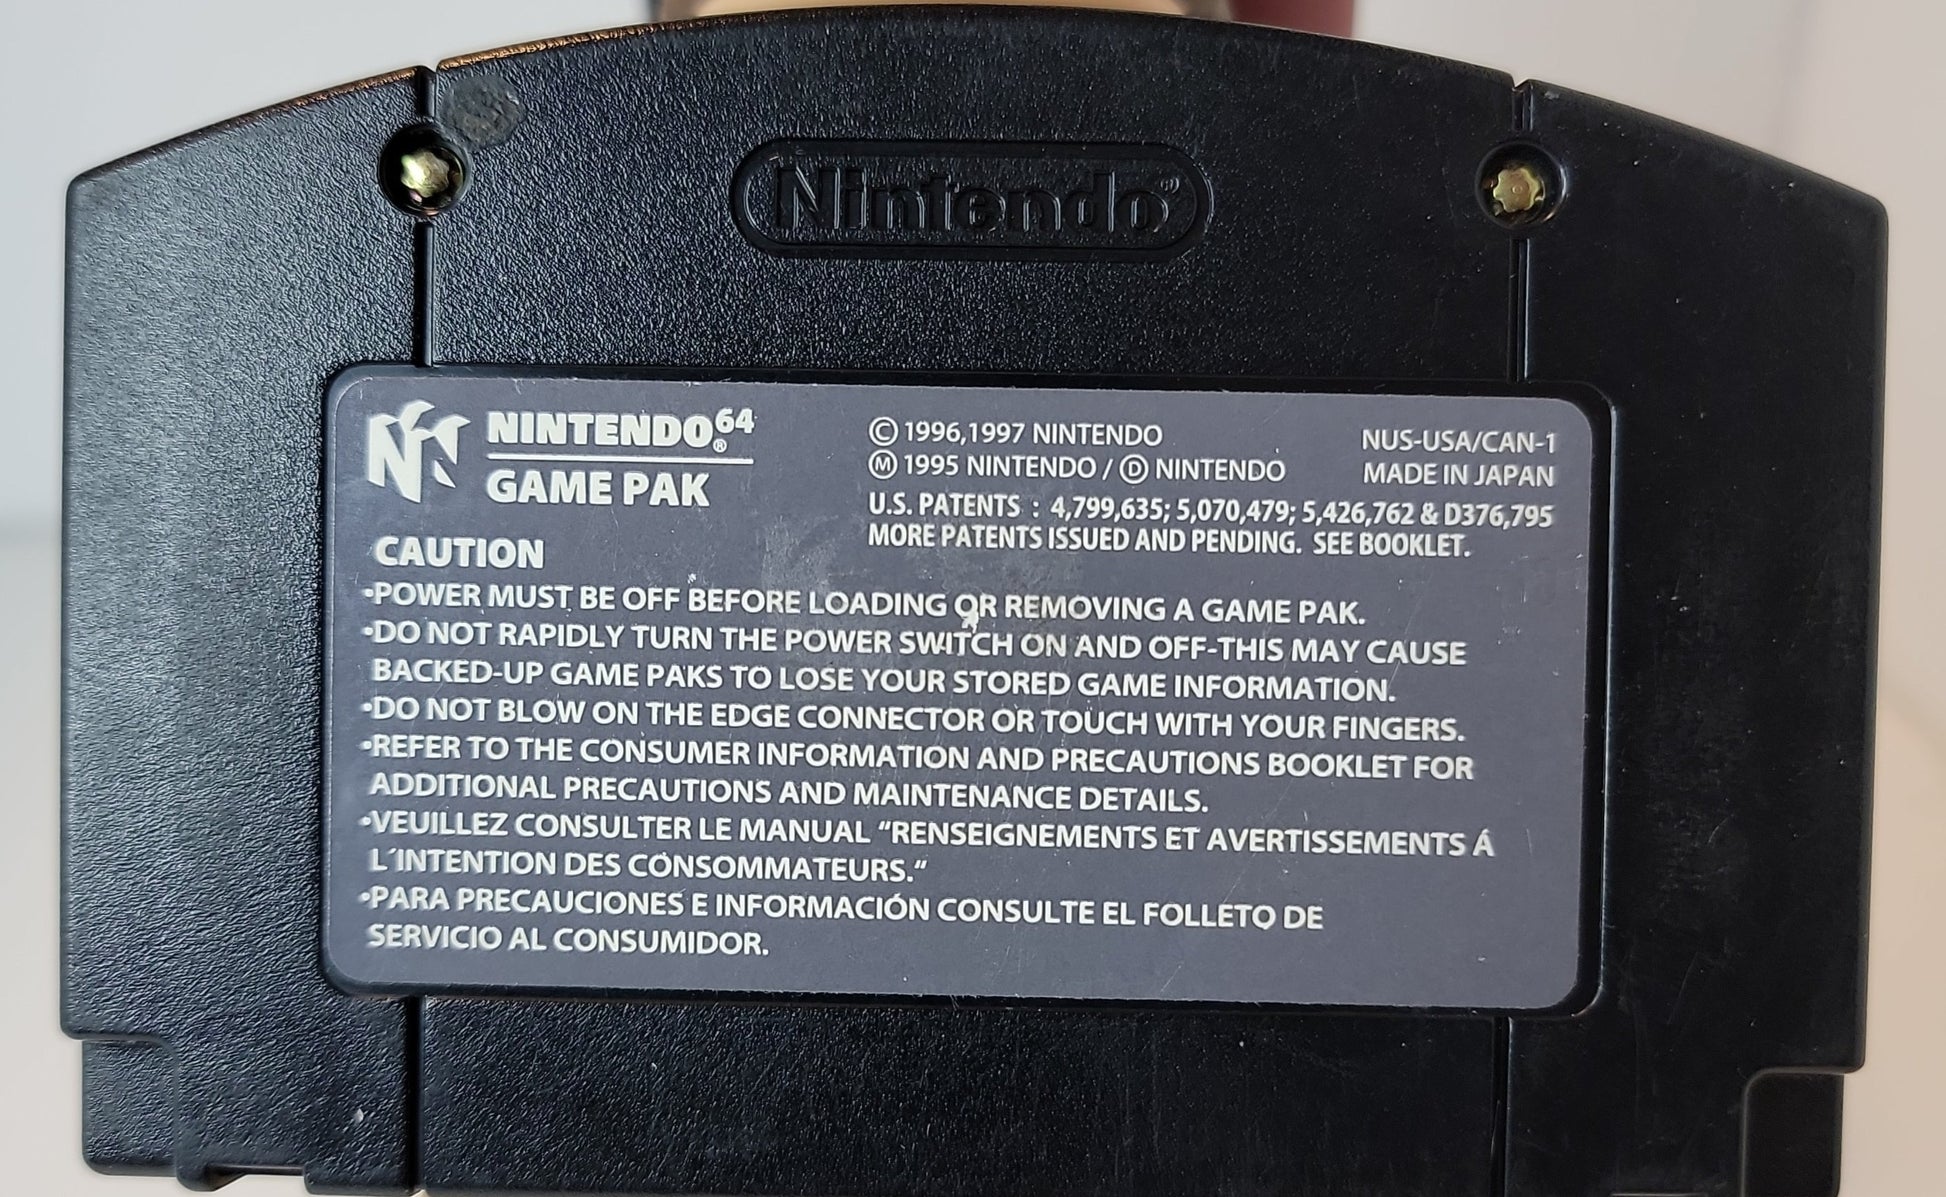 Nintendo®
NINTENDO64®
GAME PAK
© 1996,1997 NINTENDO
Ⓜ 1995 NINTENDO / Ⓓ NINTENDO
NUS-USA/CAN-1
MADE IN JAPAN
U.S. PATENTS : 4,799,635; 5,070,479; 5,426,762 & D376,795
MORE PATENTS ISSUED AND PENDING. SEE BOOKLET.
CAUTION
•POWER MUST BE OFF BEFORE LOADING OR REMOVING A GAME PAK.
•DO NOT RAPIDLY TURN THE POWER SWITCH ON AND OFF-THIS MAY CAUSE
BACKED-UP GAME PAKS TO LOSE YOUR STORED GAME INFORMATION.
•DO NOT BLOW ON THE EDGE CONNECTOR OR TOUCH WITH YOUR FINGERS.
•REFER TO THE CONSUMER INFORMATION AND PRECAUTIONS BOOKLET FOR
ADDITIONAL PRECAUTIONS AND MAINTENANCE DETAILS.
•VEUILLEZ CONSULTER LE MANUAL "RENSEIGNEMENTS ET AVERTISSEMENTS Á
L´INTENTION DES CONSOMMATEURS."
•PARA PRECAUCIONES E INFORMACIÓN CONSULTE EL FOLLETO DE
SERVICIO AL CONSUMIDOR.